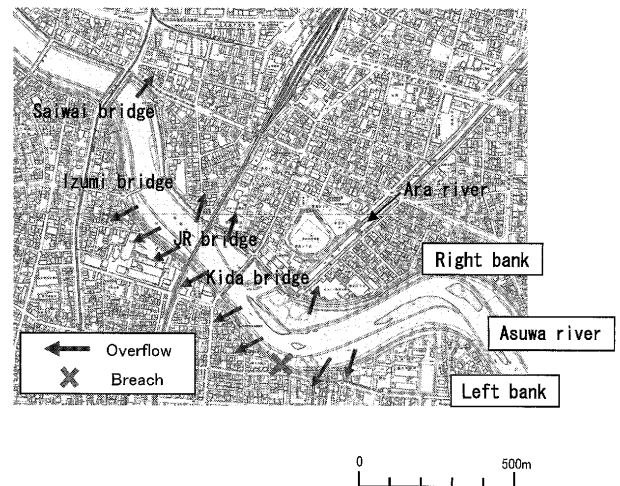 Saiwai bridge
Izumi bridge
Ara river
JR bridge
Right bank
Kida bridge
Asuwa river
Overflow
Breach
Left bank
0 500m